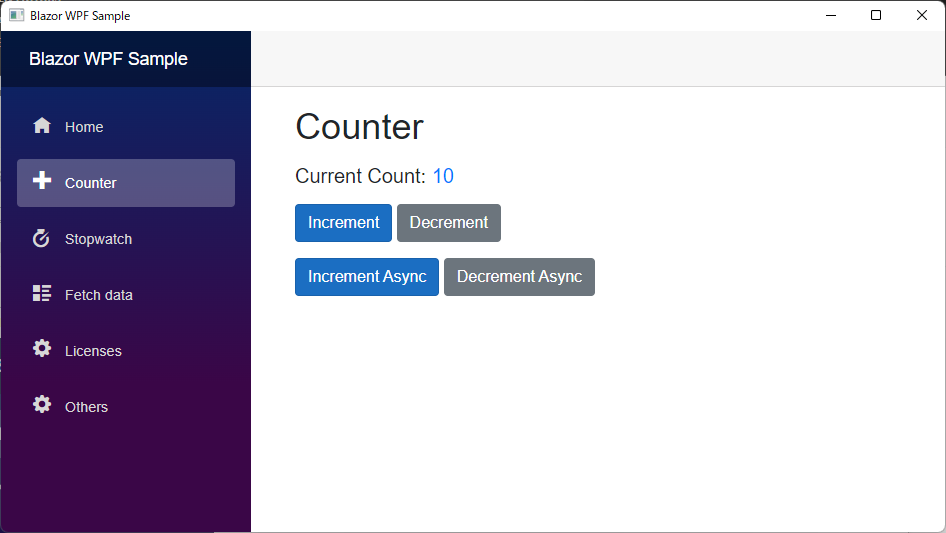 Blazor WPF Sample
Blazor WPF Sample
Home
Counter
Stopwatch
Fetch data
Licenses
Others
Counter
Current Count: 10
Increment Decrement
Increment Async Decrement Async